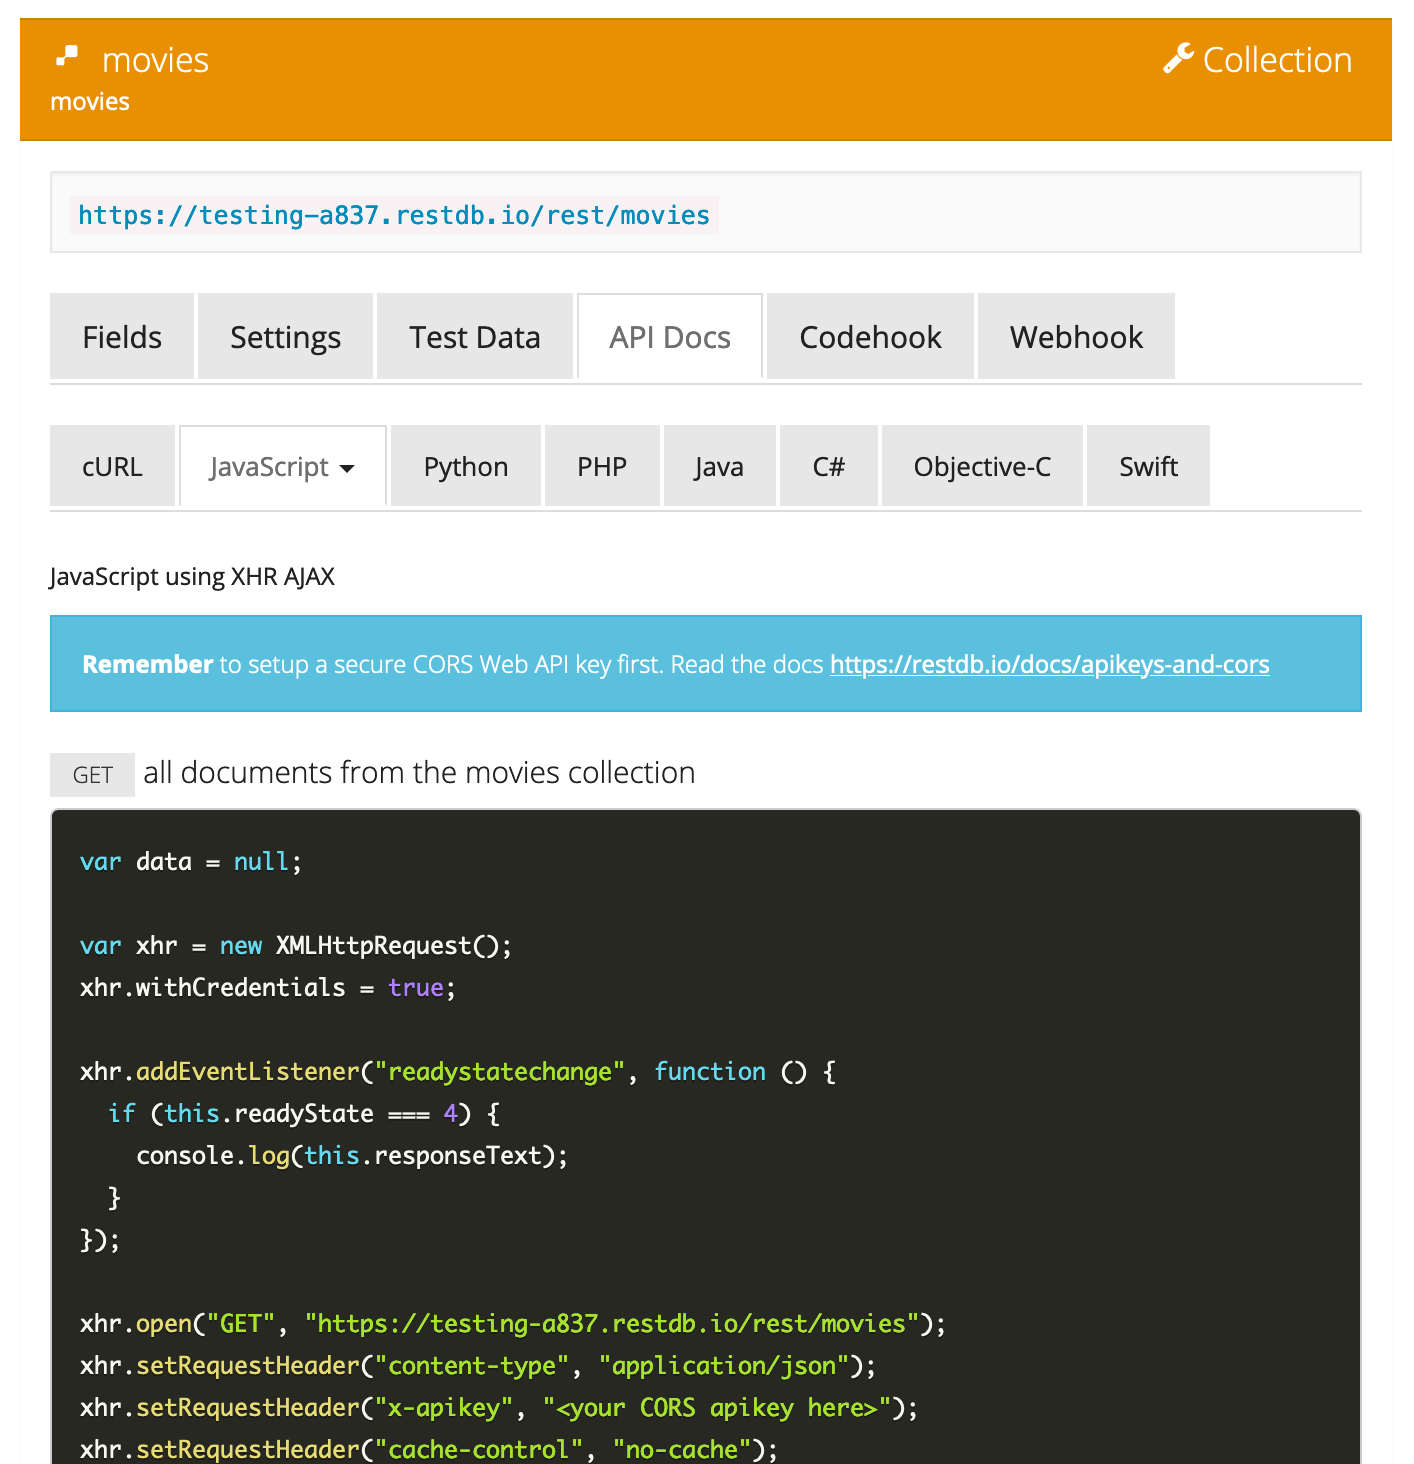 movies
Collection
movies
https://testing-a837.restdb.io/rest/movies
Fields Settings Test Data API Docs Codehook Webhook
cURL JavaScript Python PHP Java C# Objective-C Swift
JavaScript using XHR AJAX
Remember to setup a secure CORS Web API key first. Read the docs https://restdb.io/docs/apikeys-and-cors
GET all documents from the movies collection
var data = null;
var xhr = new XMLHttpRequest();
xhr.withCredentials = true;
xhr.addEventListener("readystatechange", function () {
  if (this.readyState === 4) {
    console.log(this.responseText);
  }
});
xhr.open("GET", "https://testing-a837.restdb.io/rest/movies");
xhr.setRequestHeader("content-type", "application/json");
xhr.setRequestHeader("x-apikey", "<your CORS apikey here>");
xhr.setRequestHeader("cache-control", "no-cache");